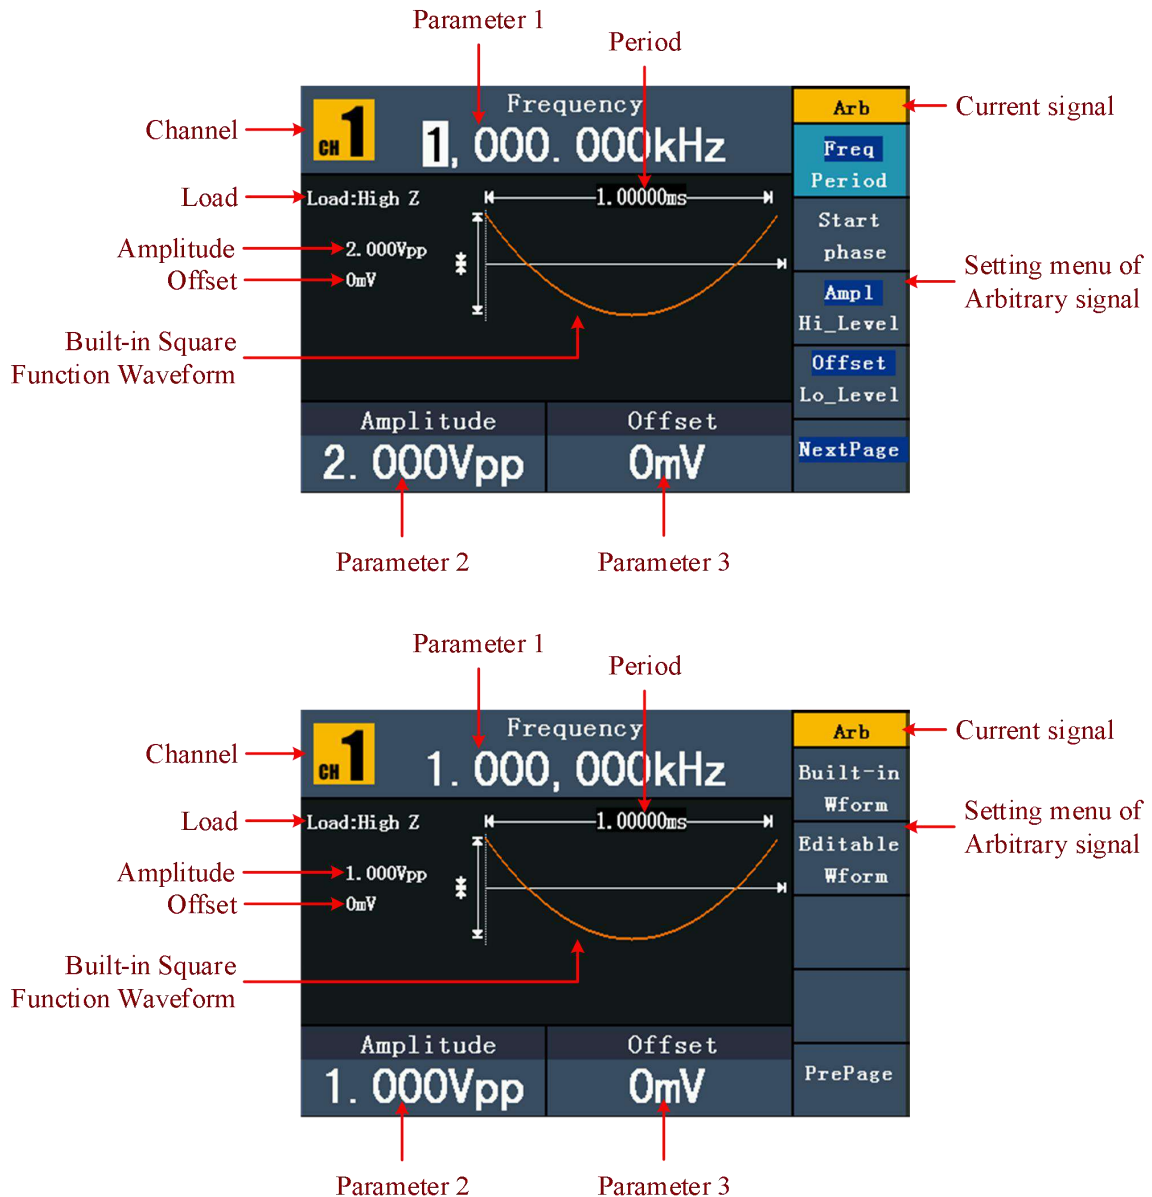 Parameter 1
Period
Channel
Load
Amplitude
Offset
Built-in Square
Function Waveform
CH 1
Frequency
1, 000. 000kHz
Load:High Z
1.00000ms
2.000Vpp
0mV
Amplitude
2. 000Vpp
Offset
0mV
Arb
Freq
Period
Start
phase
Ampl
Hi_Level
Offset
Lo_Level
NextPage
Current signal
Setting menu of
Arbitrary signal
Parameter 2
Parameter 3
Parameter 1
Period
Channel
Load
Amplitude
Offset
Built-in Square
Function Waveform
CH 1
Frequency
1. 000, 000kHz
Load:High Z
1.00000ms
1.000Vpp
0mV
Amplitude
1. 000Vpp
Offset
0mV
Arb
Built-in
Wform
Editable
Wform
PrePage
Current signal
Setting menu of
Arbitrary signal
Parameter 2
Parameter 3